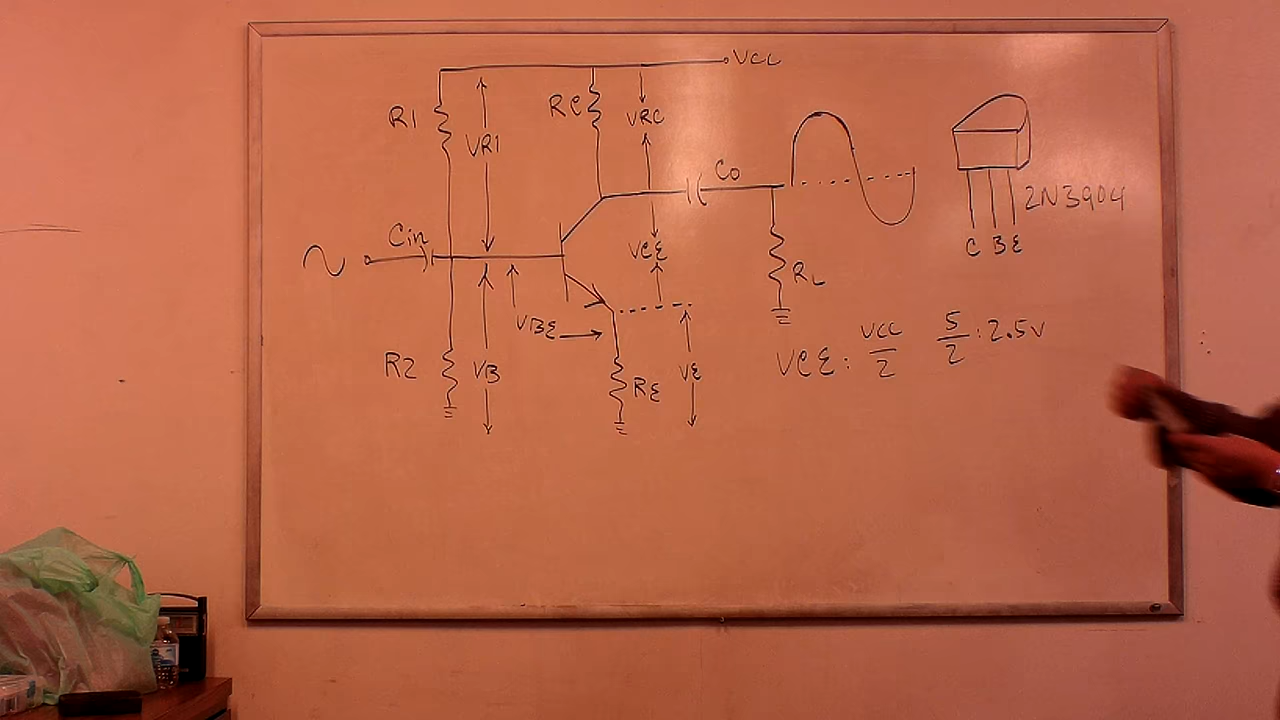 VCC
R1
RC
VRC
VR1
Co
2N3904
C B E
Cin
VCE
RL
VBE
VCE: VCC/2 5/2: 2.5V
R2
VB
RE
VE